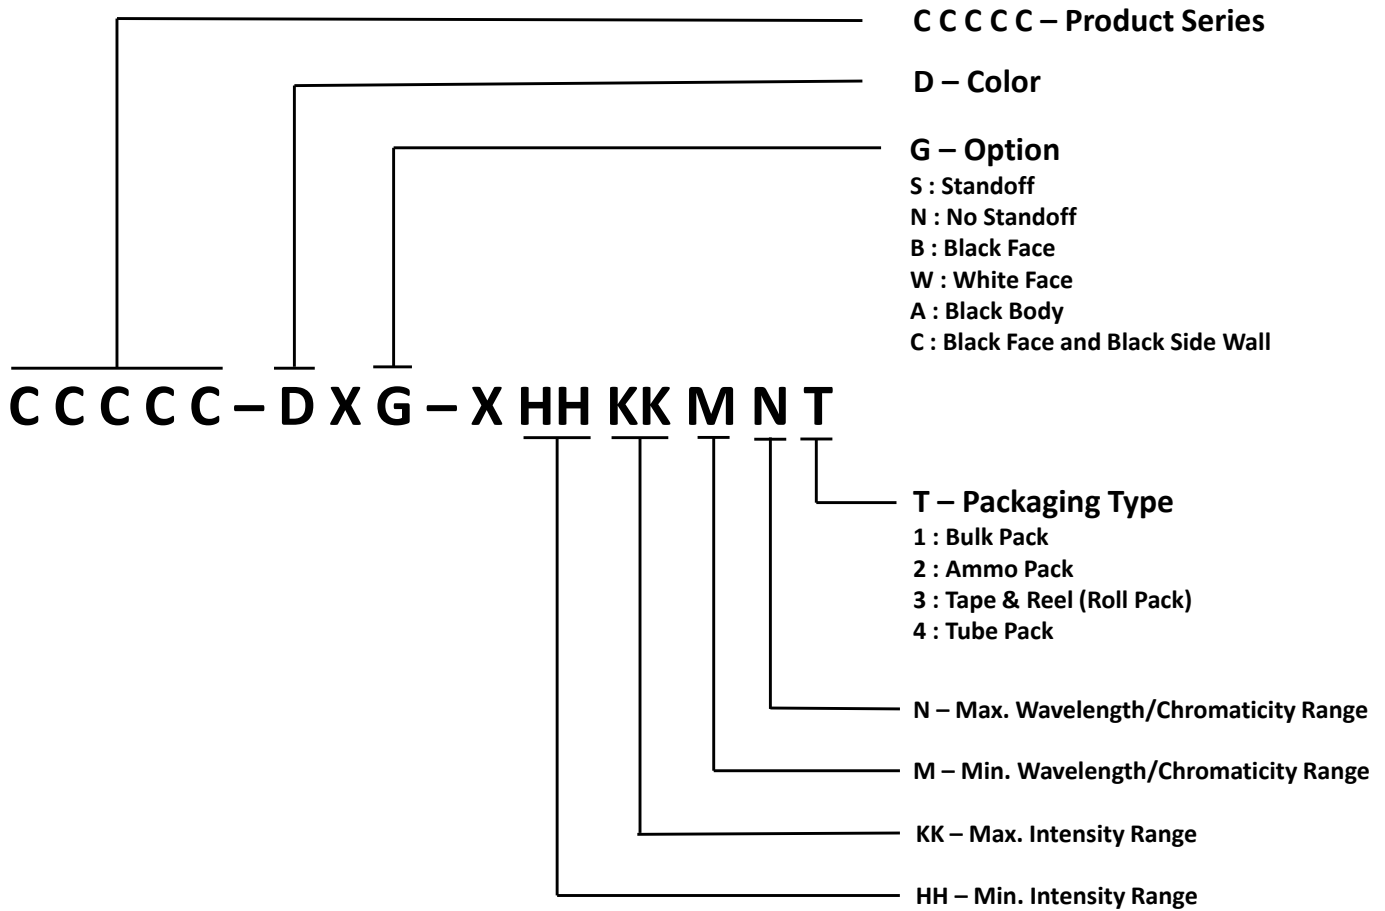 C C C C C – Product Series
D – Color
G – Option
S : Standoff
N : No Standoff
B : Black Face
W : White Face
A : Black Body
C : Black Face and Black Side Wall
C C C C C – D X G – X HH KK M N T
T – Packaging Type
1 : Bulk Pack
2 : Ammo Pack
3 : Tape & Reel (Roll Pack)
4 : Tube Pack
N – Max. Wavelength/Chromaticity Range
M – Min. Wavelength/Chromaticity Range
KK – Max. Intensity Range
HH – Min. Intensity Range